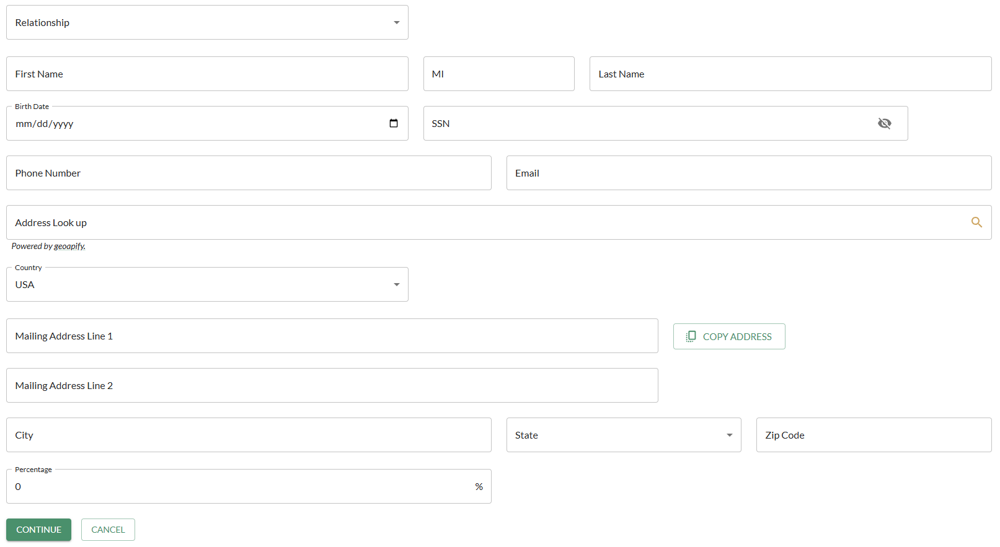 Relationship
First Name
MI
Last Name
Birth Date
mm/dd/yyyy
SSN
Phone Number
Email
Address Look up
Powered by geoapify.
Country
USA
Mailing Address Line 1
COPY ADDRESS
Mailing Address Line 2
City
State
Zip Code
Percentage
0 %
CONTINUE
CANCEL